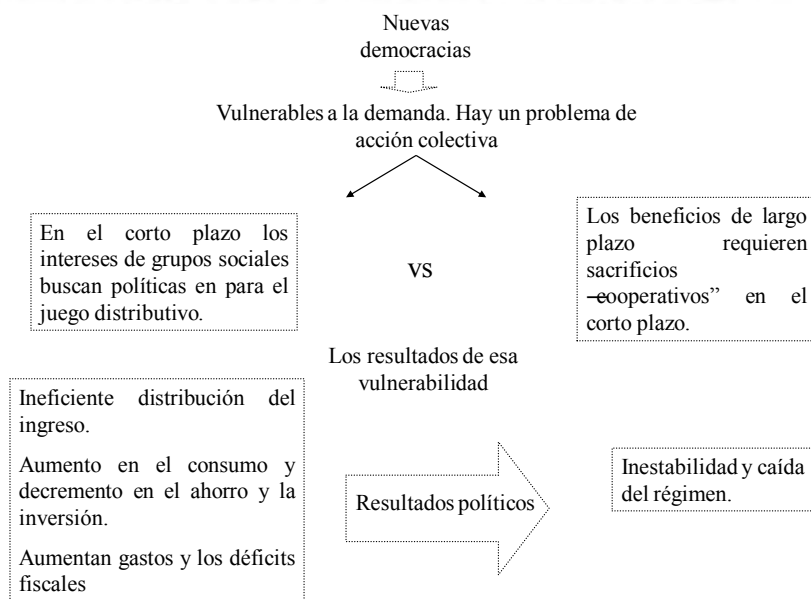 Nuevas
democracias
Vulnerables a la demanda. Hay un problema de
acción colectiva
En el corto plazo los
intereses de grupos sociales
buscan políticas en para el
juego distributivo.
vs
Los beneficios de largo
plazo requieren
sacrificios
―cooperativos” en el
corto plazo.
Los resultados de esa
vulnerabilidad
Ineficiente distribución del
ingreso.
Aumento en el consumo y
decremento en el ahorro y la
inversión.
Aumentan gastos y los déficits
fiscales
Resultados políticos
Inestabilidad y caída
del régimen.